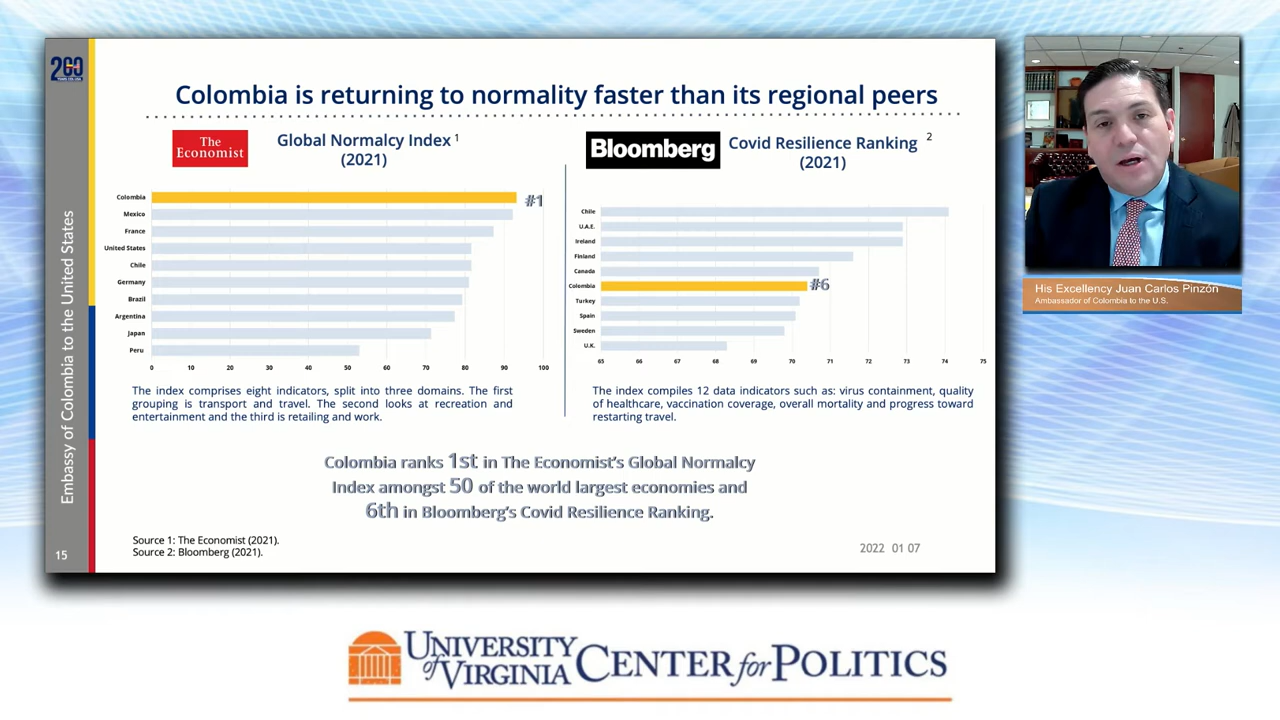 200
YEARS COL-USA
Embassy of Colombia to the United States
15
Colombia is returning to normality faster than its regional peers
The
Economist
Global Normalcy Index 1
(2021)
Colombia
#1
Mexico
France
United States
Chile
Germany
Brazil
Argentina
Japan
Peru
0 10 20 30 40 50 60 70 80 90 100
The index comprises eight indicators, split into three domains. The first
grouping is transport and travel. The second looks at recreation and
entertainment and the third is retailing and work.
Bloomberg
Covid Resilience Ranking 2
(2021)
Chile
U.A.E.
Ireland
Finland
Canada
Colombia
#6
Turkey
Spain
Sweden
U.K.
65 66 67 68 69 70 71 72 73 74 75
The index compiles 12 data indicators such as: virus containment, quality
of healthcare, vaccination coverage, overall mortality and progress toward
restarting travel.
Colombia ranks 1st in The Economist's Global Normalcy
Index amongst 50 of the world largest economies and
6th in Bloomberg's Covid Resilience Ranking.
Source 1: The Economist (2021).
Source 2: Bloomberg (2021).
2022 01 07
His Excellency Juan Carlos Pinzón
Ambassador of Colombia to the U.S.
UNIVERSITY
of VIRGINIA
CENTER for POLITICS